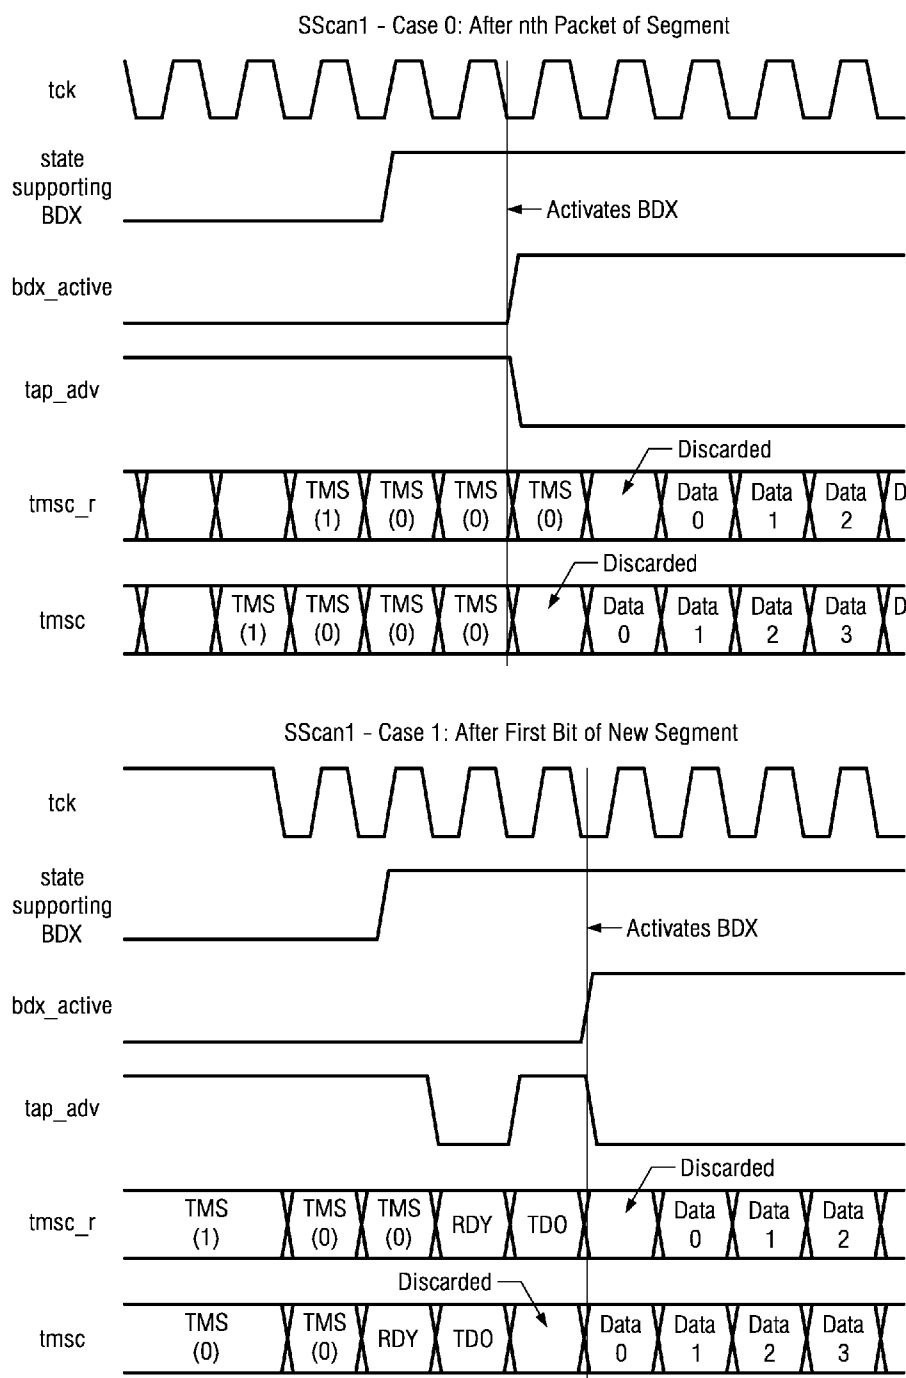 SScan1 - Case 0: After nth Packet of Segment
tck
state
supporting
BDX
Activates BDX
bdx_active
tap_adv
Discarded
tmsc_r
TMS (1) TMS (0) TMS (0) TMS (0) Data 0 Data 1 Data 2 D
Discarded
tmsc
TMS (1) TMS (0) TMS (0) TMS (0) Data 0 Data 1 Data 2 Data 3 D
SScan1 - Case 1: After First Bit of New Segment
tck
state
supporting
BDX
Activates BDX
bdx_active
tap_adv
Discarded
tmsc_r
TMS (1) TMS (0) TMS (0) RDY TDO Data 0 Data 1 Data 2
Discarded
tmsc
TMS (0) TMS (0) RDY TDO Data 0 Data 1 Data 2 Data 3